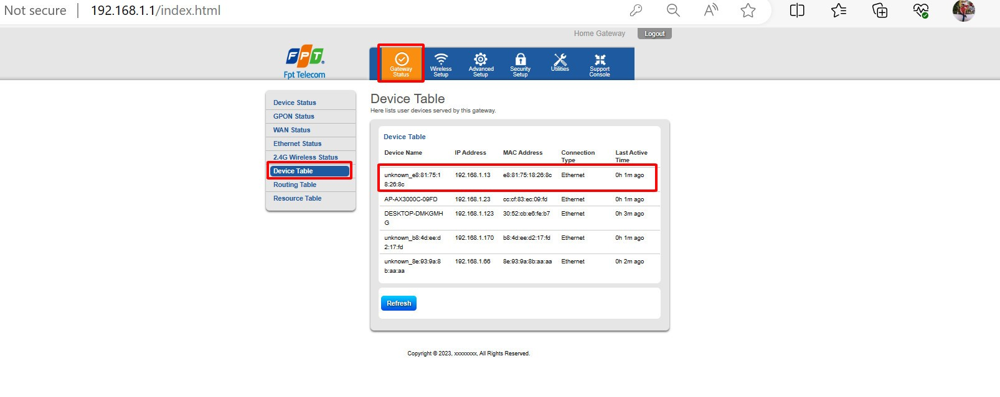 Not secure | 192.168.1.1/index.html
Home Gateway Logout
FPT
Fpt Telecom
Gateway Status
Wireless Setup
Advanced Setup
Security Setup
Utilities
Support Console
Device Status
GPON Status
WAN Status
Ethernet Status
2.4G Wireless Status
Device Table
Routing Table
Resource Table
Device Table
Here lists user devices served by this gateway.
Device Table
Device Name IP Address MAC Address Connection Type Last Active Time
unknown_e8:81:75:1 192.168.1.13 e8:81:75:18:26:8c Ethernet 0h 1m ago
8:26:8c
AP-AX3000C-09FD 192.168.1.23 cc:cf:83:ec:09:fd Ethernet 0h 1m ago
DESKTOP-DMKGMH 192.168.1.123 30:52:cb:e6:fe:b7 Ethernet 0h 3m ago
G
unknown_b8:4d:ee:d 192.168.1.170 b8:4d:ee:d2:17:fd Ethernet 0h 1m ago
2:17:fd
unknown_8e:93:9a:8 192.168.1.66 8e:93:9a:8b:aa:aa Ethernet 0h 2m ago
b:aa:aa
Refresh
Copyright © 2023, xxxxxxxx, All Rights Reserved.